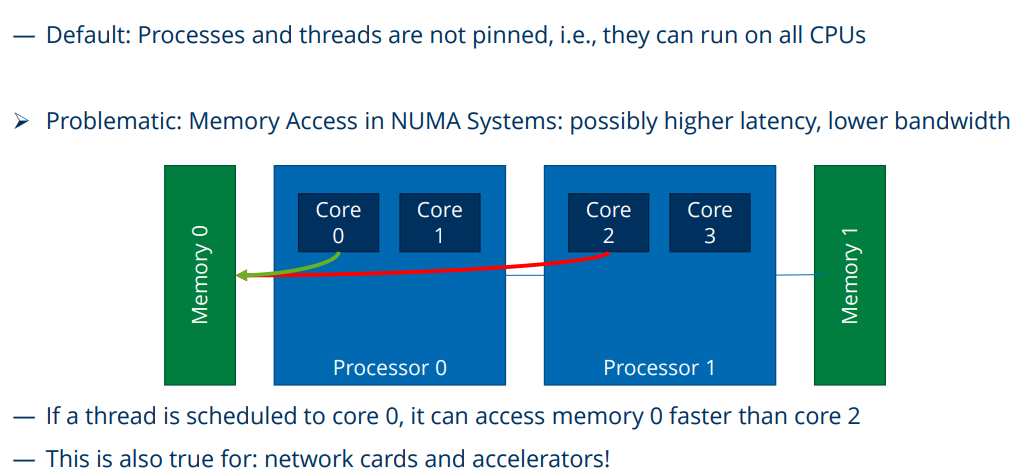 — Default: Processes and threads are not pinned, i.e., they can run on all CPUs
➢ Problematic: Memory Access in NUMA Systems: possibly higher latency, lower bandwidth
Memory 0
Core
0
Core
1
Processor 0
Core
2
Core
3
Processor 1
Memory 1
— If a thread is scheduled to core 0, it can access memory 0 faster than core 2
— This is also true for: network cards and accelerators!